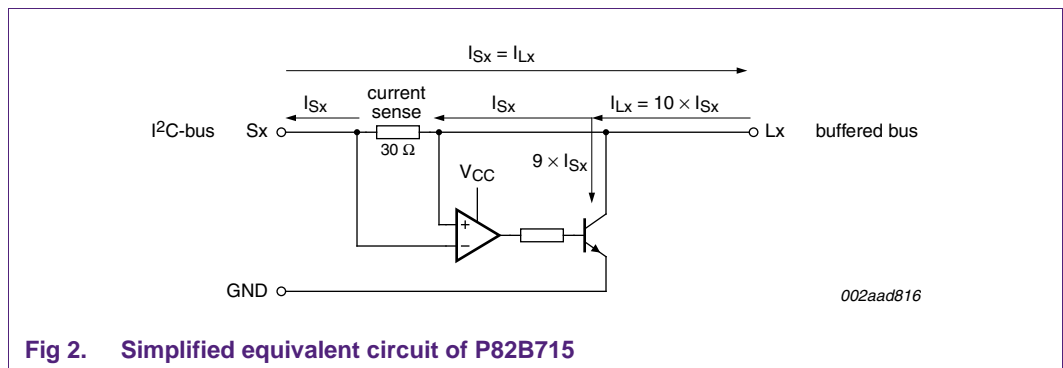 I_Sx = I_Lx
I_Sx
current
sense
I_Sx
I_Lx = 10 × I_Sx
I²C-bus Sx
30 Ω
Lx buffered bus
9 × I_Sx
V_CC
+
−
GND
002aad816
Fig 2. Simplified equivalent circuit of P82B715